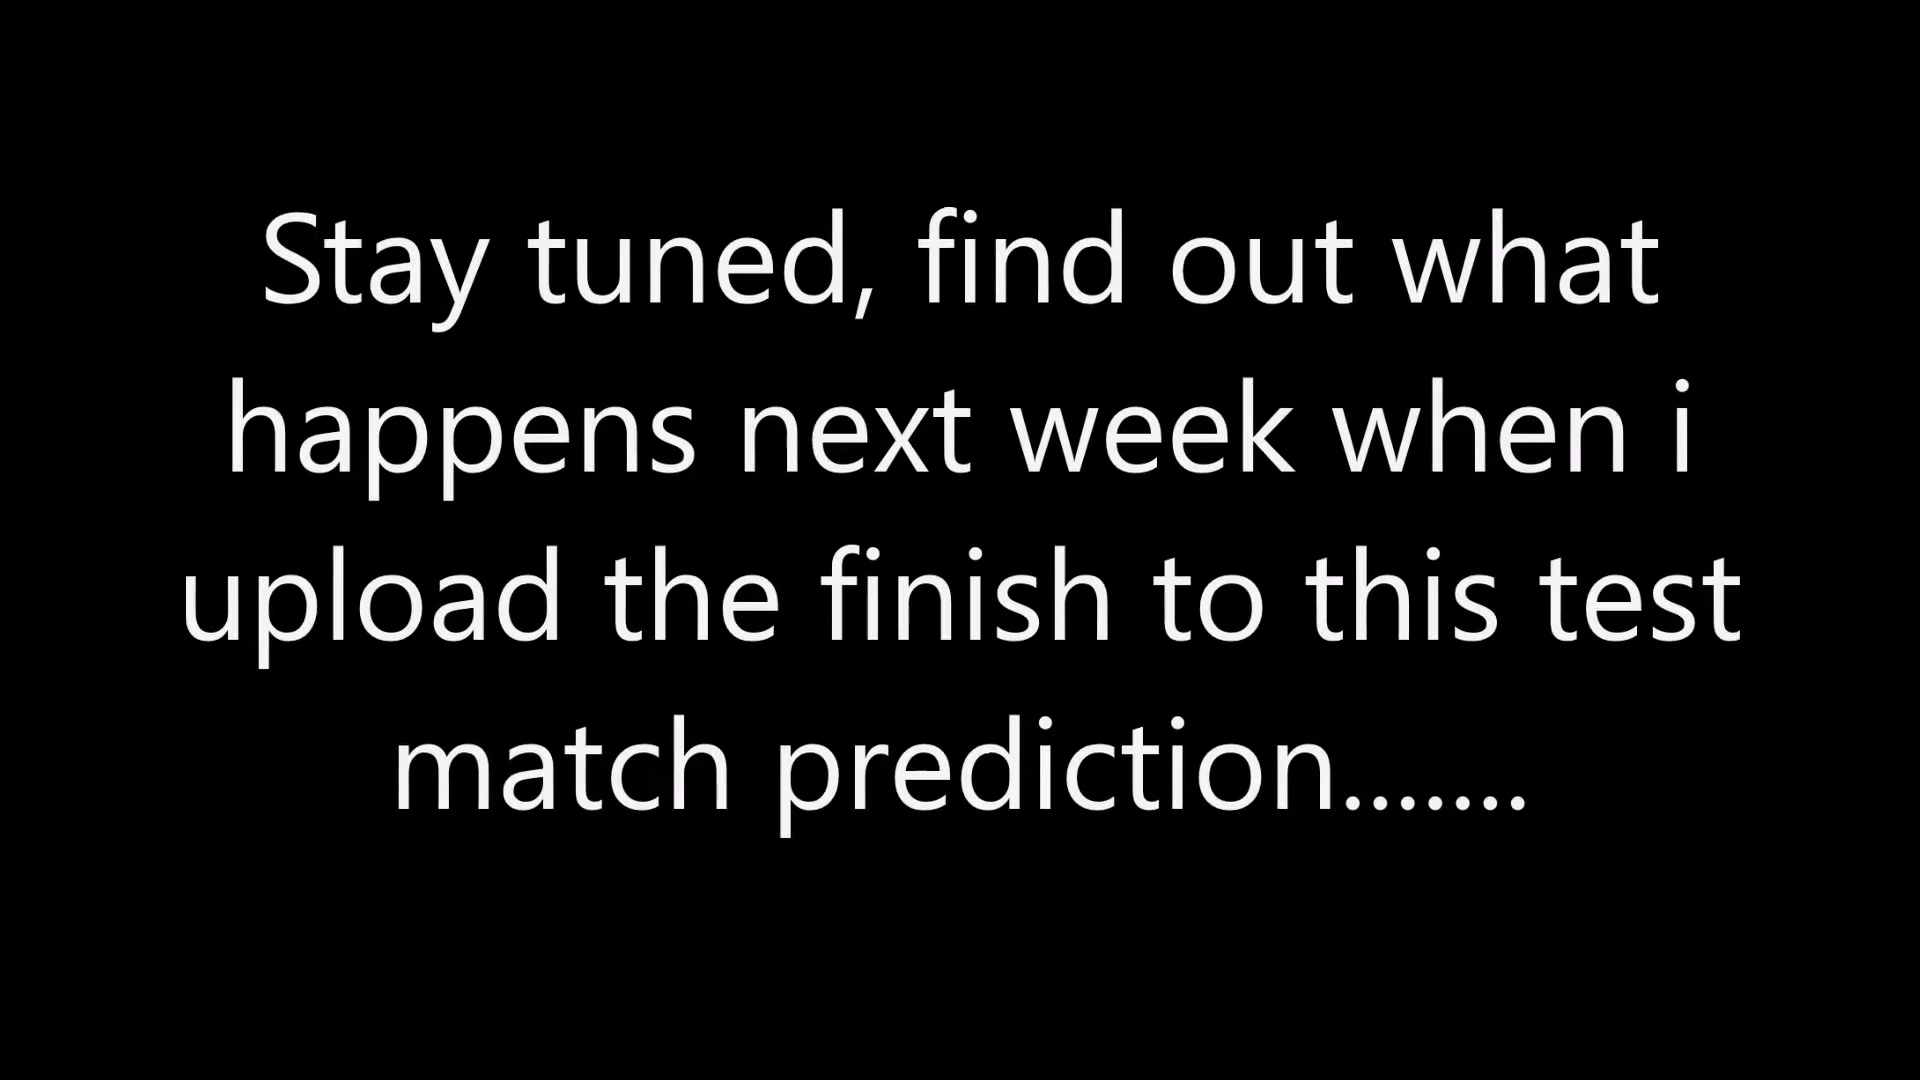 Stay tuned, find out what
happens next week when i
upload the finish to this test
match prediction.......